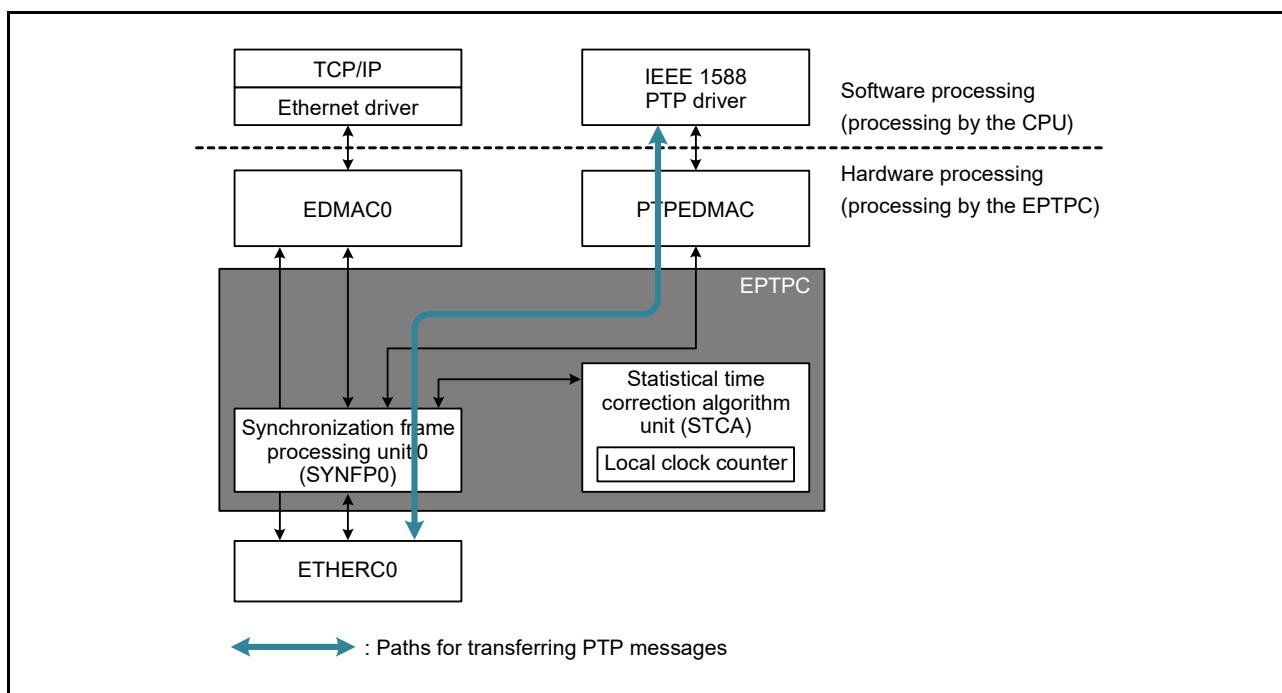 TCP/IP
Ethernet driver
IEEE 1588
PTP driver
Software processing
(processing by the CPU)
Hardware processing
(processing by the EPTPC)
EDMAC0
PTPEDMAC
EPTPC
Statistical time
correction algorithm
unit (STCA)
Local clock counter
Synchronization frame
processing unit 0
(SYNFP0)
ETHERC0
: Paths for transferring PTP messages